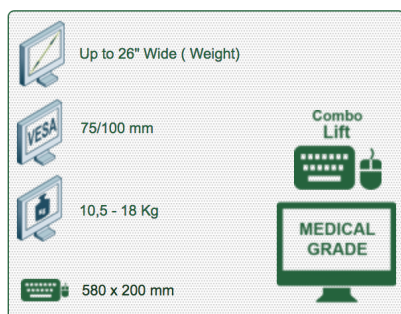 Up to 26" Wide ( Weight)
VESA
75/100 mm
Combo
Lift
KG
10,5 - 18 Kg
MEDICAL
GRADE
580 x 200 mm